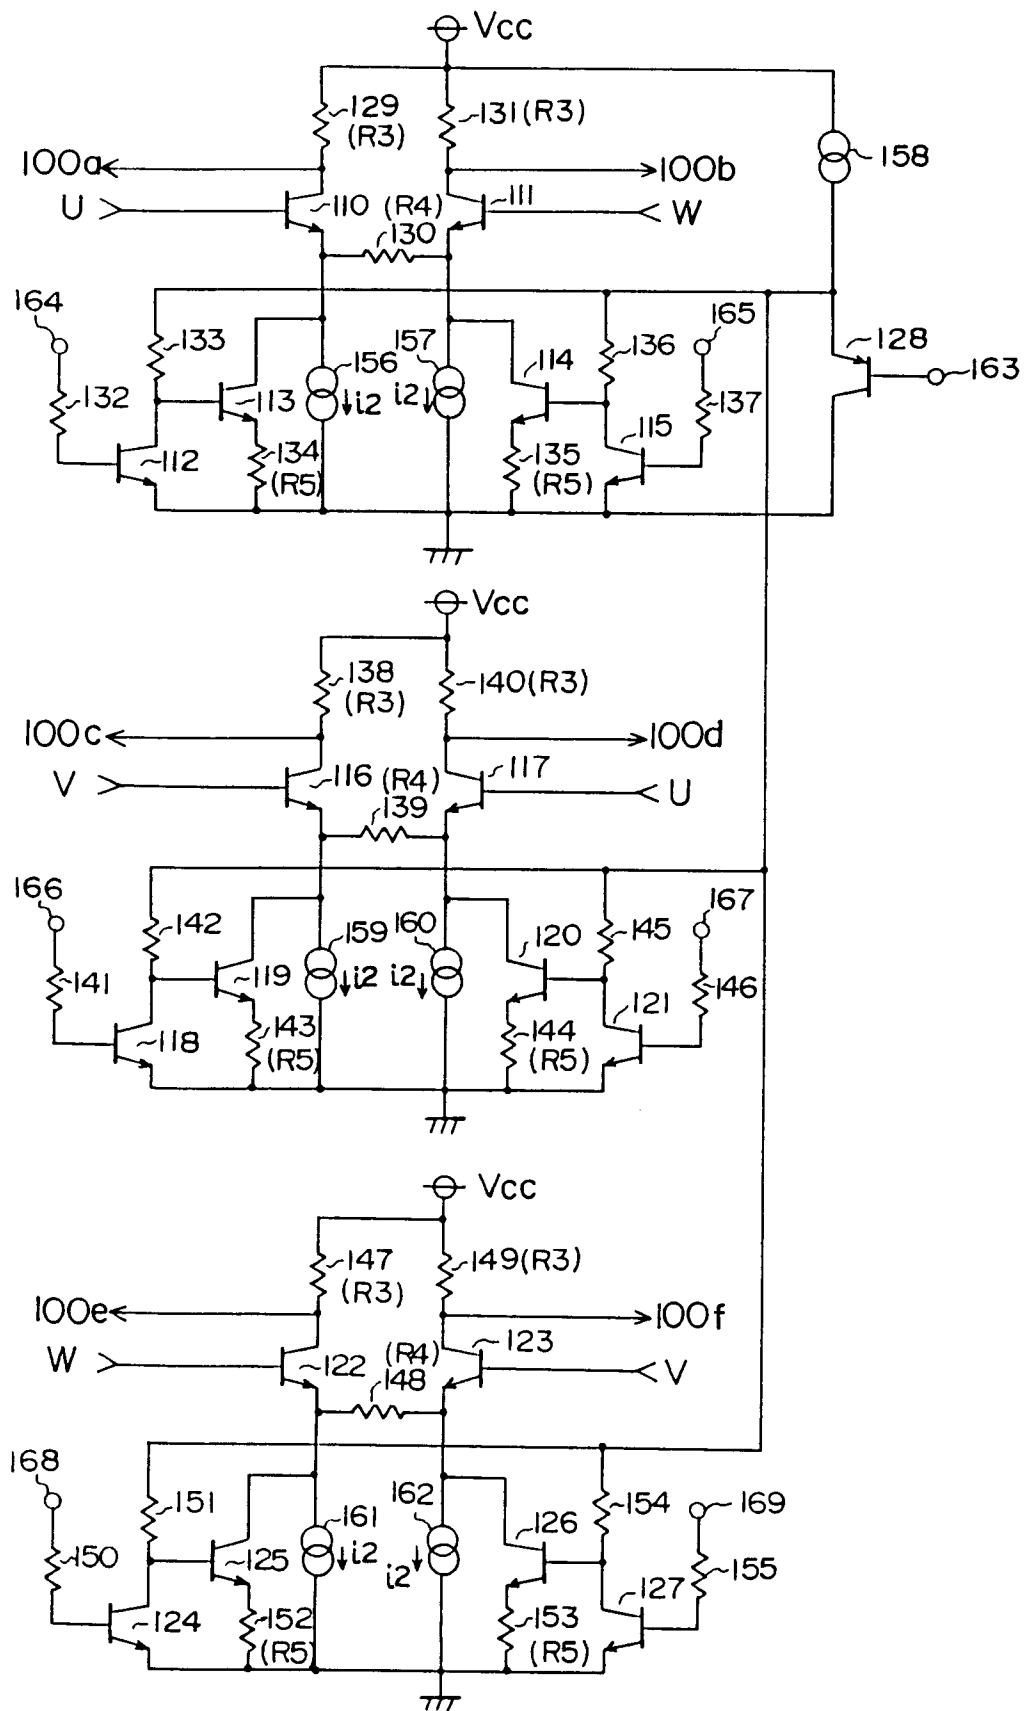 Vcc
129
(R3)
131(R3)
100a
100b
158
U
110
(R4)
111
W
130
164
133
156
157
114
136
165
128
163
132
113
i2
i2
137
112
134
(R5)
135
(R5)
115
Vcc
138
(R3)
140(R3)
100c
100d
V
116
(R4)
117
U
139
166
142
159
160
120
145
167
141
119
i2
i2
146
118
143
(R5)
144
(R5)
121
Vcc
147
(R3)
149(R3)
100e
100f
W
122
(R4)
123
V
148
168
151
161
162
126
154
169
150
125
i2
i2
155
124
152
(R5)
153
(R5)
127